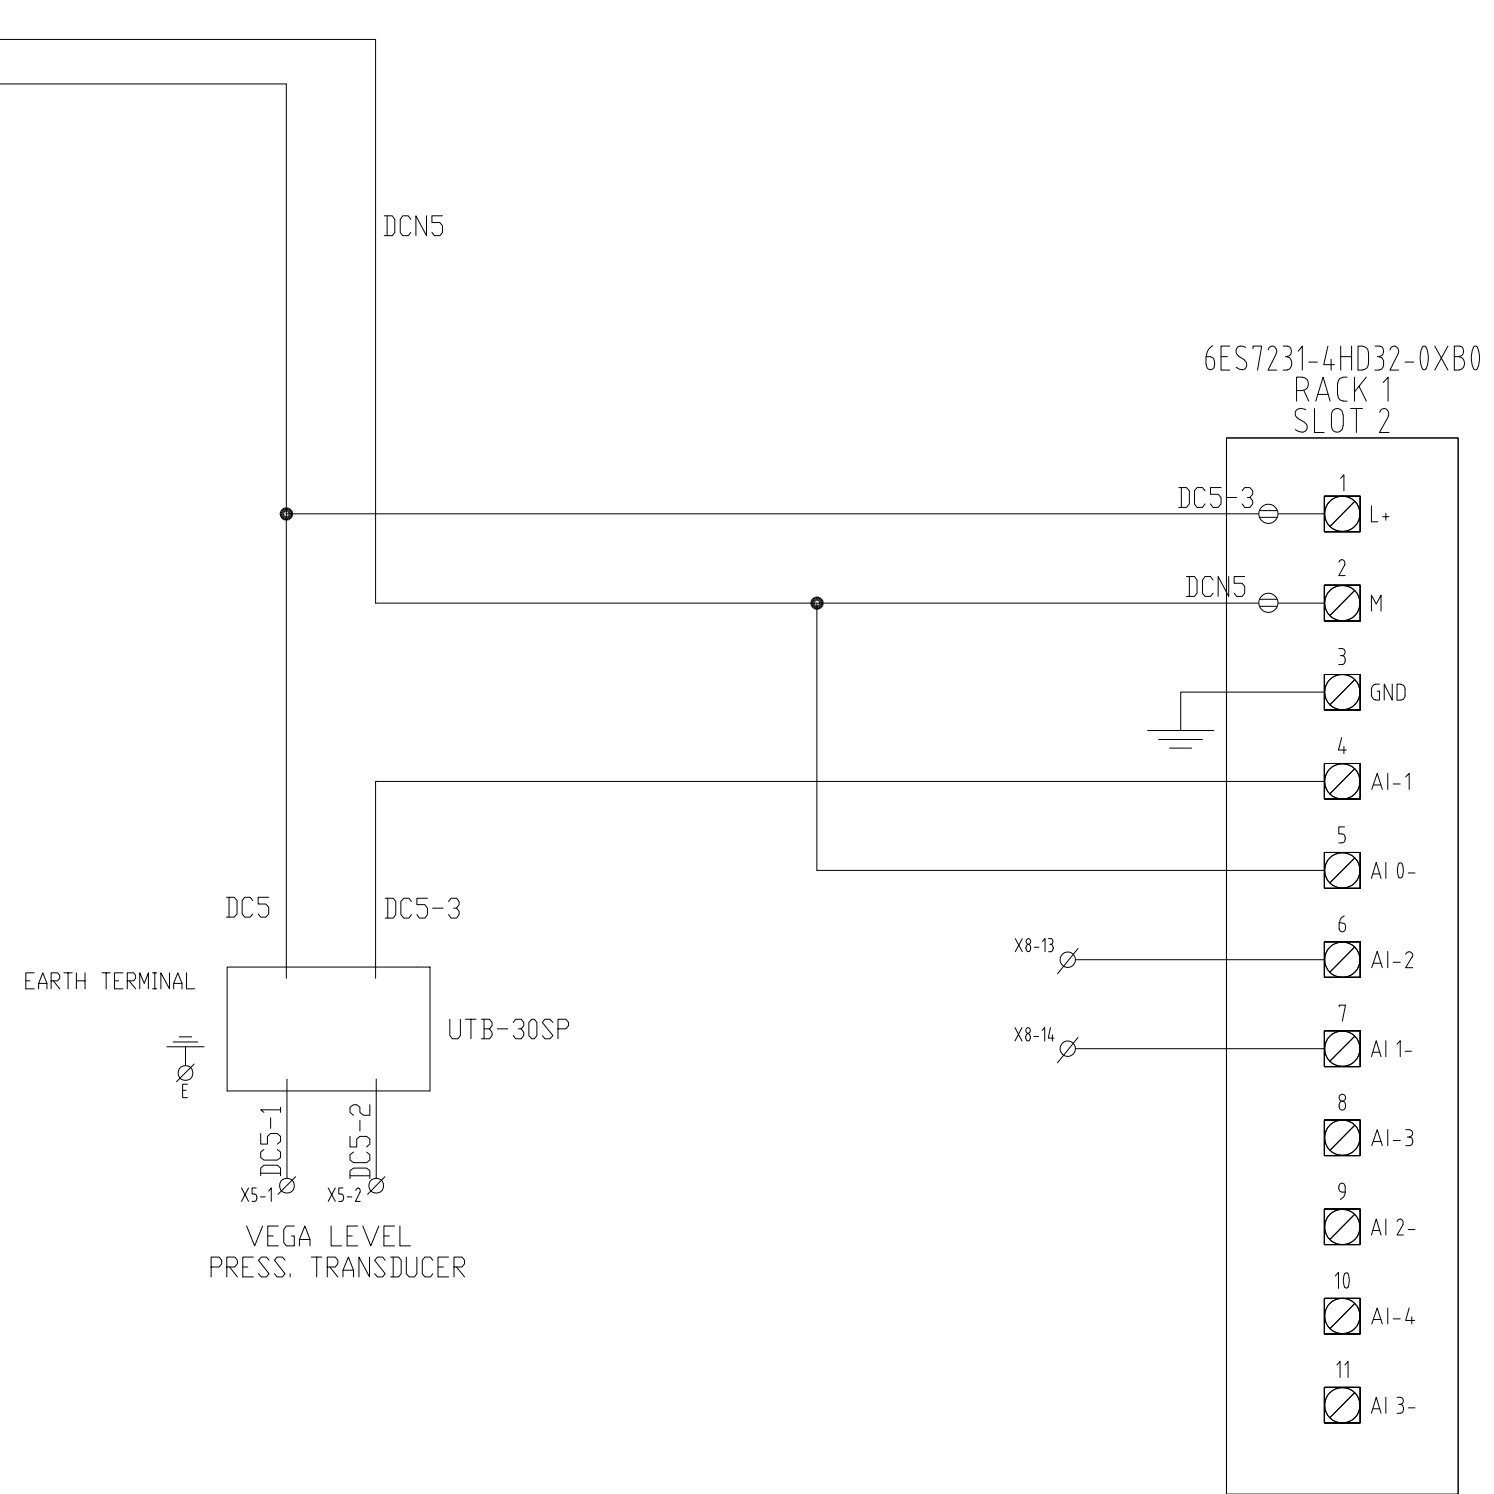 DCN5
6ES7231-4HD32-0XB0
RACK 1
SLOT 2
1
DC5-3
L+
2
DCN5
M
3
GND
4
AI-1
5
AI 0-
DC5
DC5-3
6
X8-13
AI-2
EARTH TERMINAL
7
UTB-30SP
X8-14
AI 1-
E
8
DC5-1
DC5-2
AI-3
9
X5-1
X5-2
AI 2-
VEGA LEVEL
PRESS. TRANSDUCER
10
AI-4
11
AI 3-